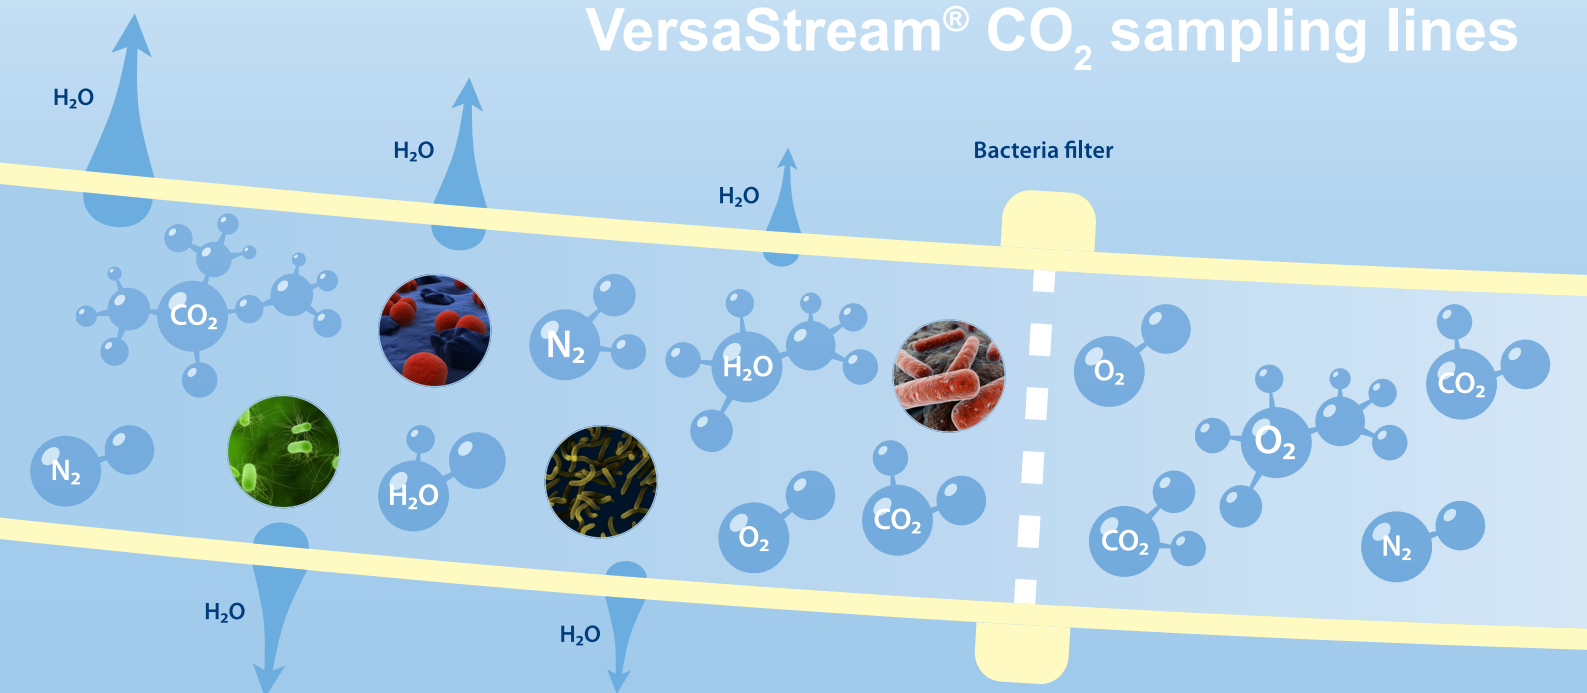 VersaStream® CO₂ sampling lines
H₂O
H₂O
Bacteria filter
H₂O
CO₂
N₂
H₂O
O₂
CO₂
O₂
N₂
H₂O
O₂
CO₂
CO₂
N₂
H₂O
H₂O